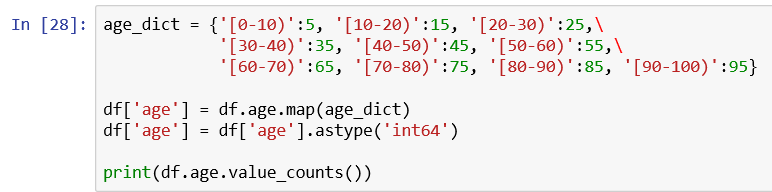 In [28]: age_dict = {'[0-10)':5, '[10-20)':15, '[20-30)':25,\
'[30-40)':35, '[40-50)':45, '[50-60)':55,\
'[60-70)':65, '[70-80)':75, '[80-90)':85, '[90-100)':95}
df['age'] = df.age.map(age_dict)
df['age'] = df['age'].astype('int64')
print(df.age.value_counts())